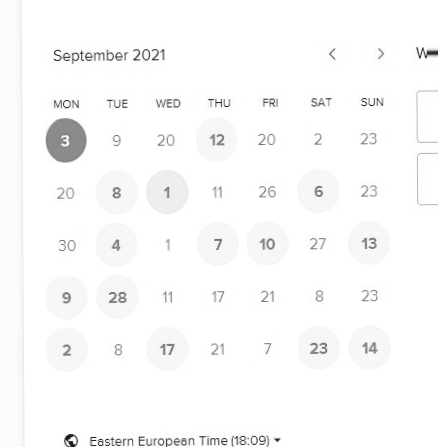 September 2021
MON TUE WED THU FRI SAT SUN
3 9 20 12 20 2 23
20 8 1 11 26 6 23
30 4 1 7 10 27 13
9 28 11 17 21 8 23
2 8 17 21 7 23 14
Eastern European Time (18:09)